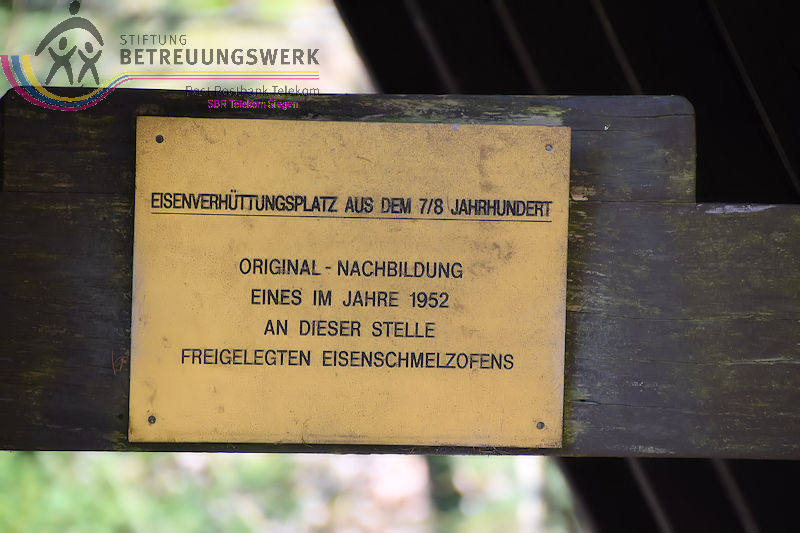 STIFTUNG
BETREUUNGSWERK
Post Postbank Telekom
SBR Telekom Siegen
EISENVERHÜTTUNGSPLATZ AUS DEM 7/8 JAHRHUNDERT
ORIGINAL - NACHBILDUNG
EINES IM JAHRE 1952
AN DIESER STELLE
FREIGELEGTEN EISENSCHMELZOFENS